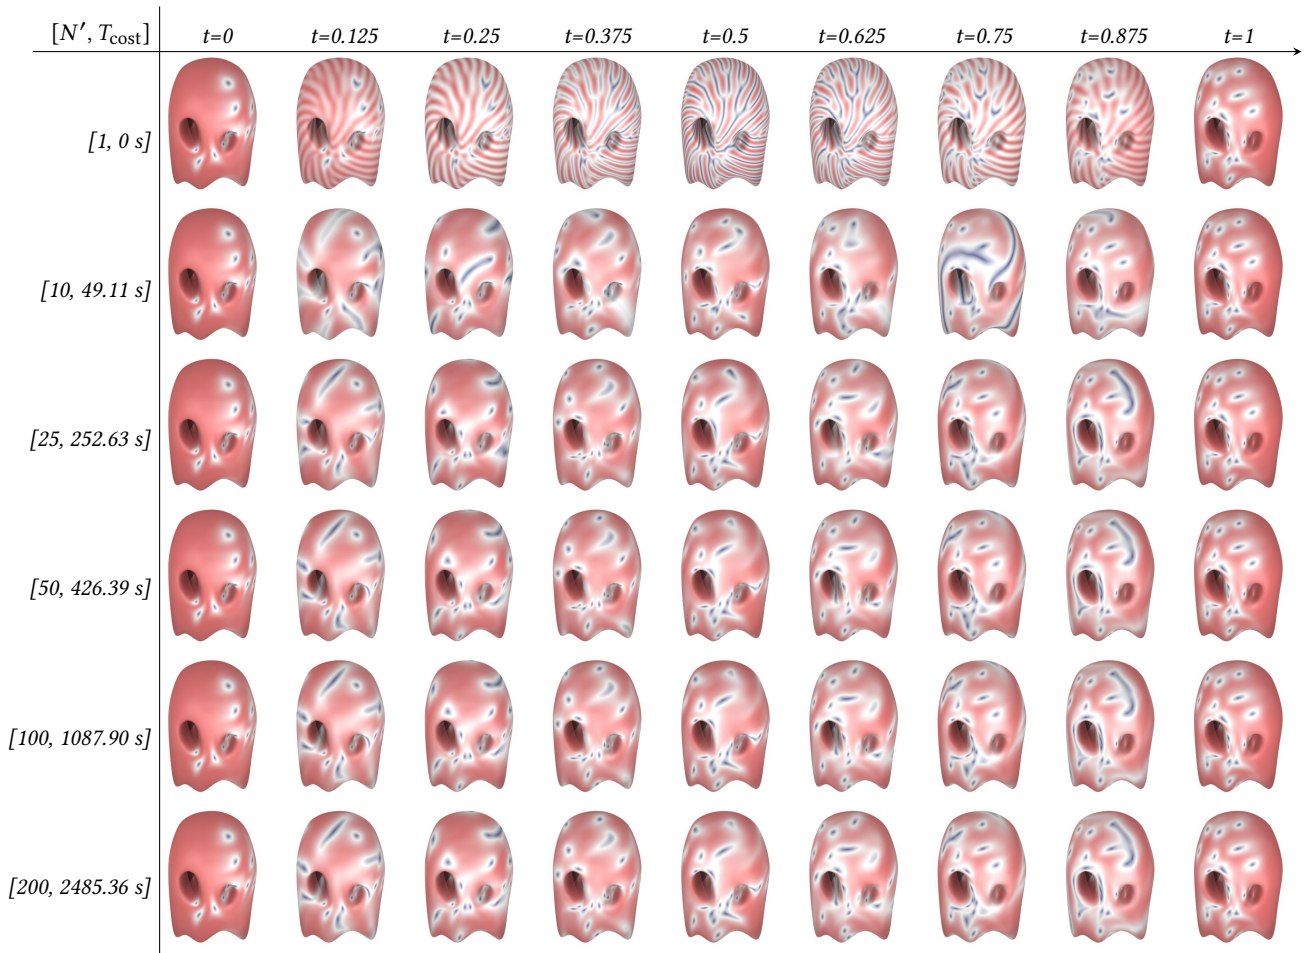 [N′, T_cost] t=0 t=0.125 t=0.25 t=0.375 t=0.5 t=0.625 t=0.75 t=0.875 t=1
[1, 0 s]
[10, 49.11 s]
[25, 252.63 s]
[50, 426.39 s]
[100, 1087.90 s]
[200, 2485.36 s]